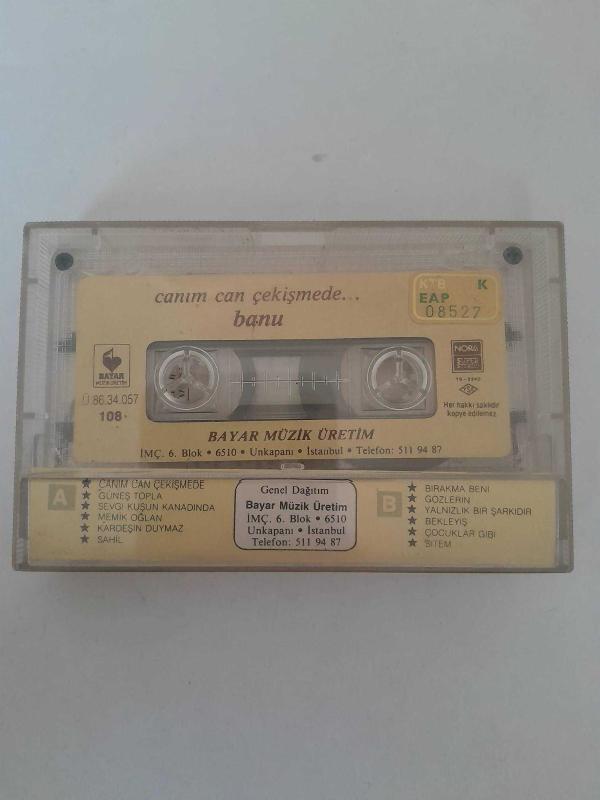 canım can çekişmede...
banu
KTB K
EAP
08527
BAYAR
MÜZİK ÜRETİM
Ü.86.34.057
108
NORM
SUPER
TSE
Her hakkı saklıdır
kopye edilemez
BAYAR MÜZİK ÜRETİM
İMÇ. 6. Blok • 6510 • Unkapanı • İstanbul • Telefon: 511 94 87
A
CANIM CAN ÇEKİŞMEDE
GÜNEŞ TOPLA
SEVGİ KUŞUN KANADINDA
MEMİK OĞLAN
KARDEŞİN DUYMAZ
SAHİL
Genel Dağıtım
Bayar Müzik Üretim
İMÇ. 6. Blok • 6510
Unkapanı • İstanbul
Telefon: 511 94 87
B
BIRAKMA BENİ
GÖZLERİN
YALNIZLIK BİR ŞARKIDIR
BEKLEYİŞ
ÇOCUKLAR GİBİ
SİTEM